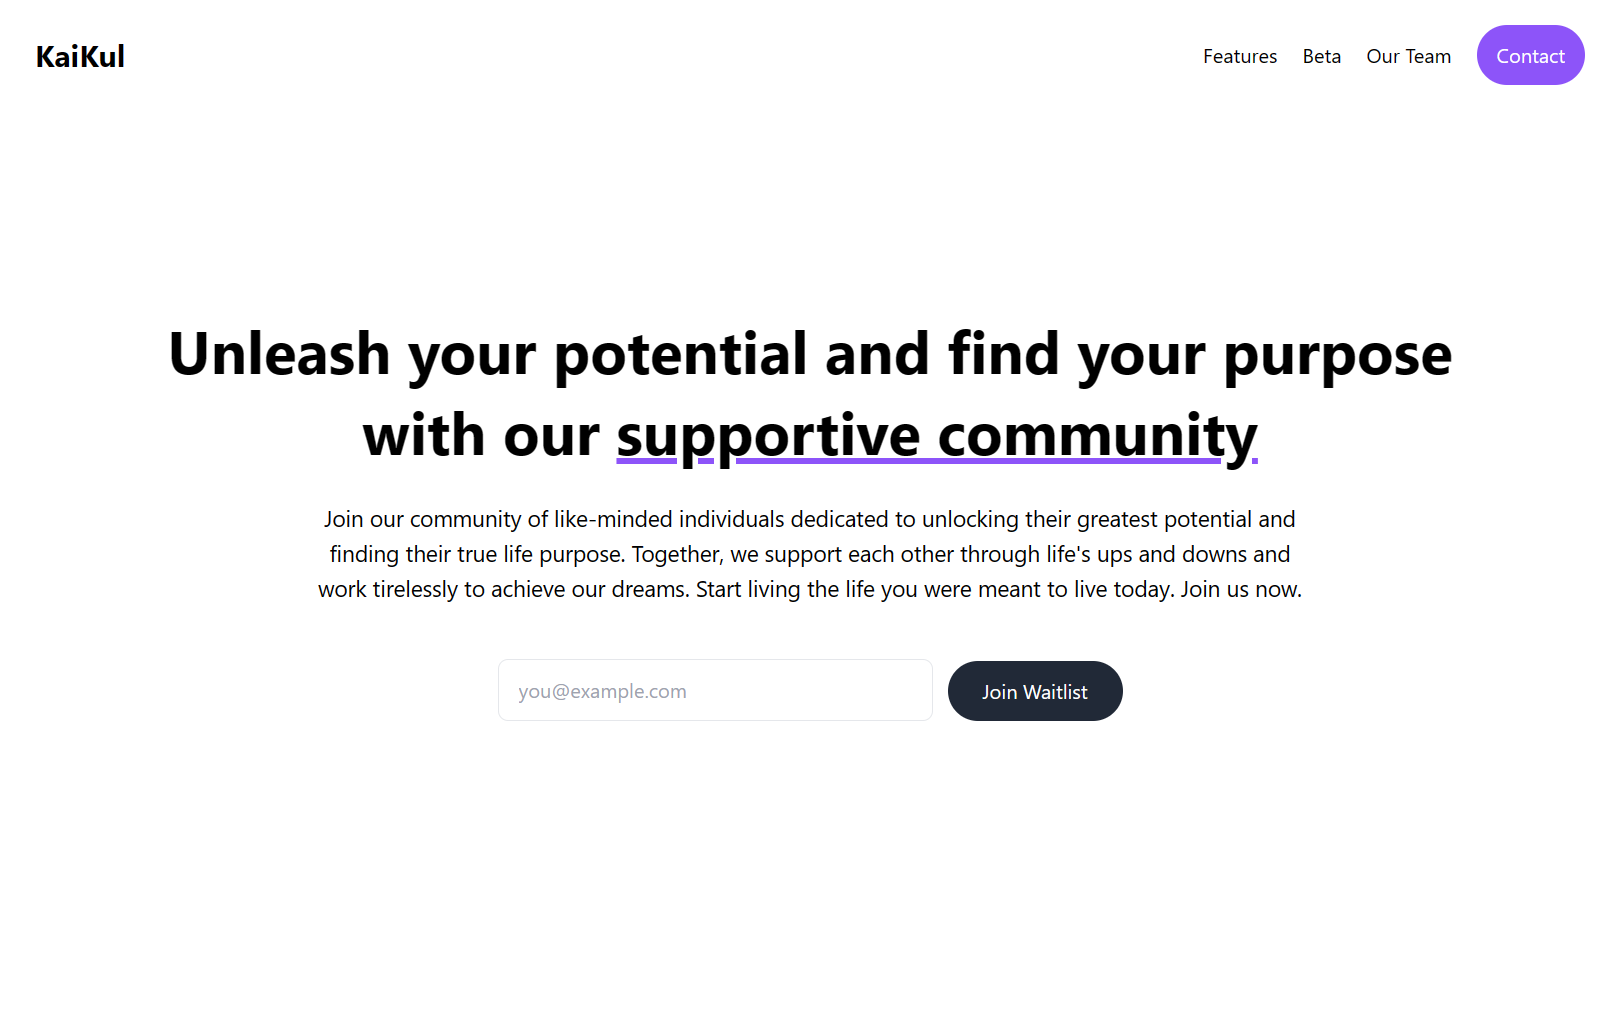 KaiKul
Features Beta Our Team Contact
Unleash your potential and find your purpose
with our supportive community
Join our community of like-minded individuals dedicated to unlocking their greatest potential and
finding their true life purpose. Together, we support each other through life's ups and downs and
work tirelessly to achieve our dreams. Start living the life you were meant to live today. Join us now.
you@example.com
Join Waitlist